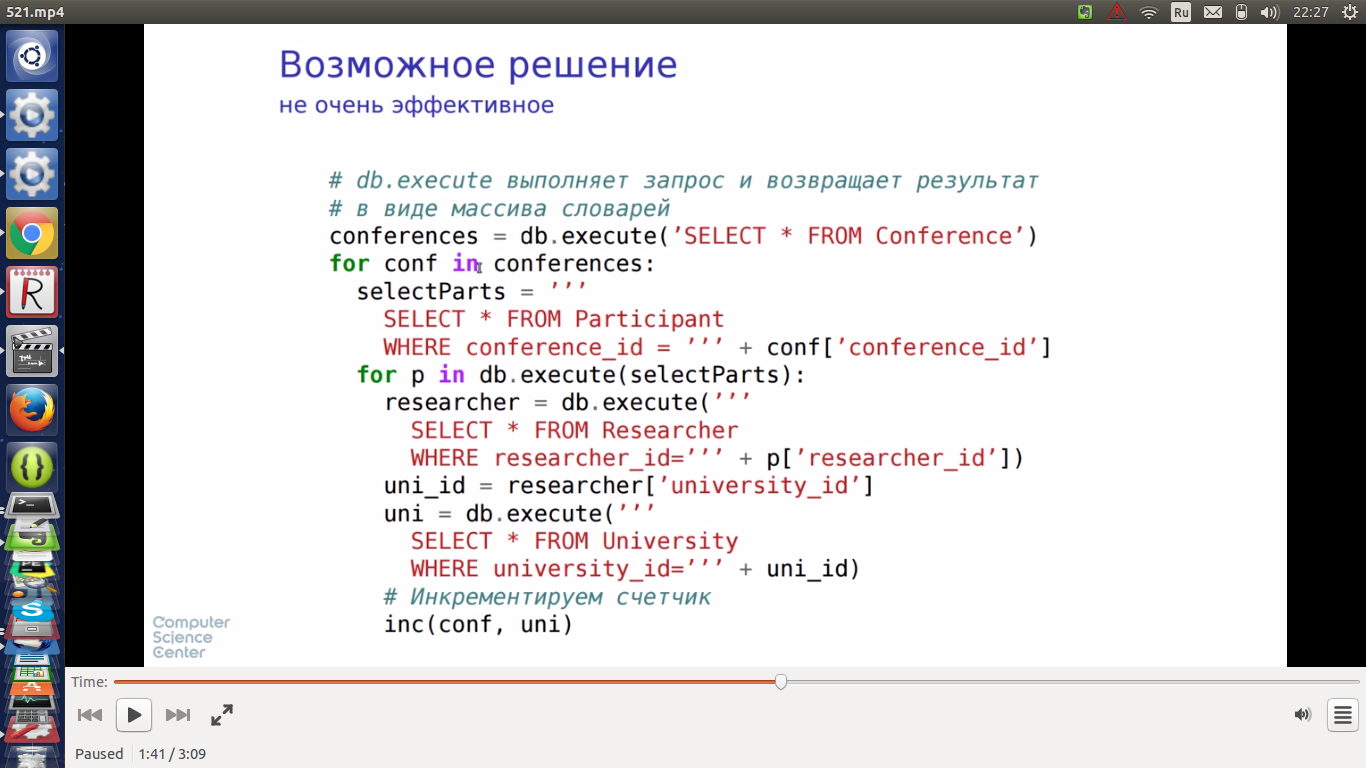 521.mp4
Ru
22:27
Возможное решение
не очень эффективное
# db.execute выполняет запрос и возвращает результат
# в виде массива словарей
conferences = db.execute(’SELECT * FROM Conference’)
for conf in conferences:
selectParts = ’’’
SELECT * FROM Participant
WHERE conference_id = ’’’ + conf[’conference_id’]
for p in db.execute(selectParts):
researcher = db.execute(’’’
SELECT * FROM Researcher
WHERE researcher_id=’’’ + p[’researcher_id’])
uni_id = researcher[’university_id’]
uni = db.execute(’’’
SELECT * FROM University
WHERE university_id=’’’ + uni_id)
# Инкрементируем счетчик
inc(conf, uni)
Computer
Science
Center
Time:
Paused 1:41 / 3:09